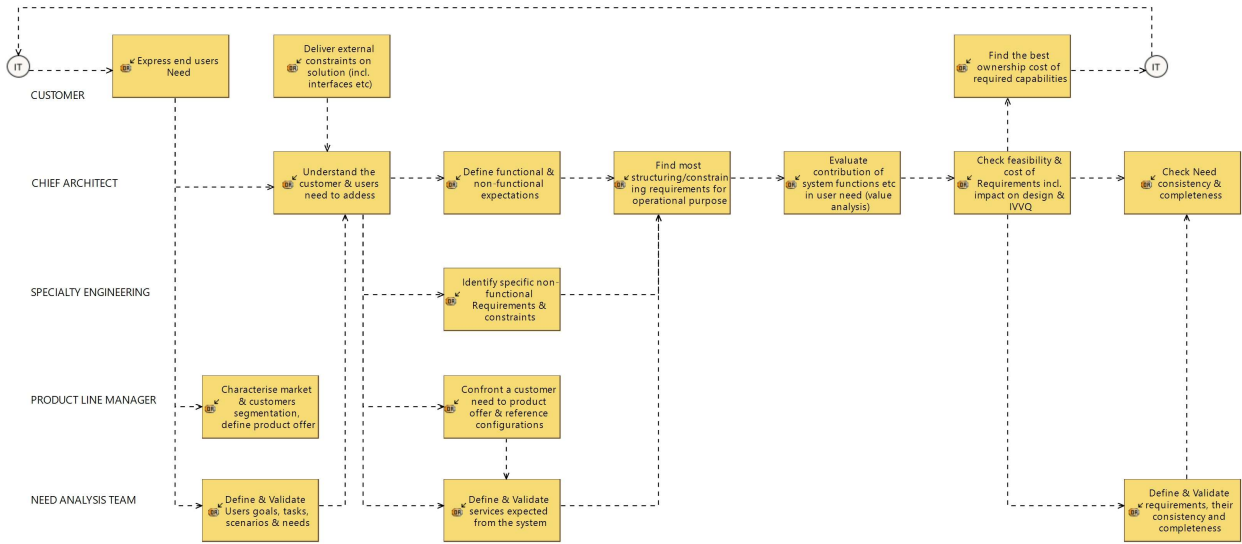 IT
Express end users
Need
Deliver external
constraints on
solution (incl.
interfaces etc)
Find the best
ownership cost of
required capabilities
IT
CUSTOMER
CHIEF ARCHITECT
Understand the
customer & users
need to addess
Define functional &
non-functional
expectations
Find most
structuring/constrain
ing requirements for
operational purpose
Evaluate
contribution of
system functions etc
in user need (value
analysis)
Check feasibility &
cost of
Requirements incl.
impact on design &
IVVQ
Check Need
consistency &
completeness
SPECIALTY ENGINEERING
Identify specific non-
functional
Requirements &
constraints
PRODUCT LINE MANAGER
Characterise market
& customers
segmentation,
define product offer
Confront a customer
need to product
offer & reference
configurations
NEED ANALYSIS TEAM
Define & Validate
Users goals, tasks,
scenarios & needs
Define & Validate
services expected
from the system
Define & Validate
requirements, their
consistency and
completeness